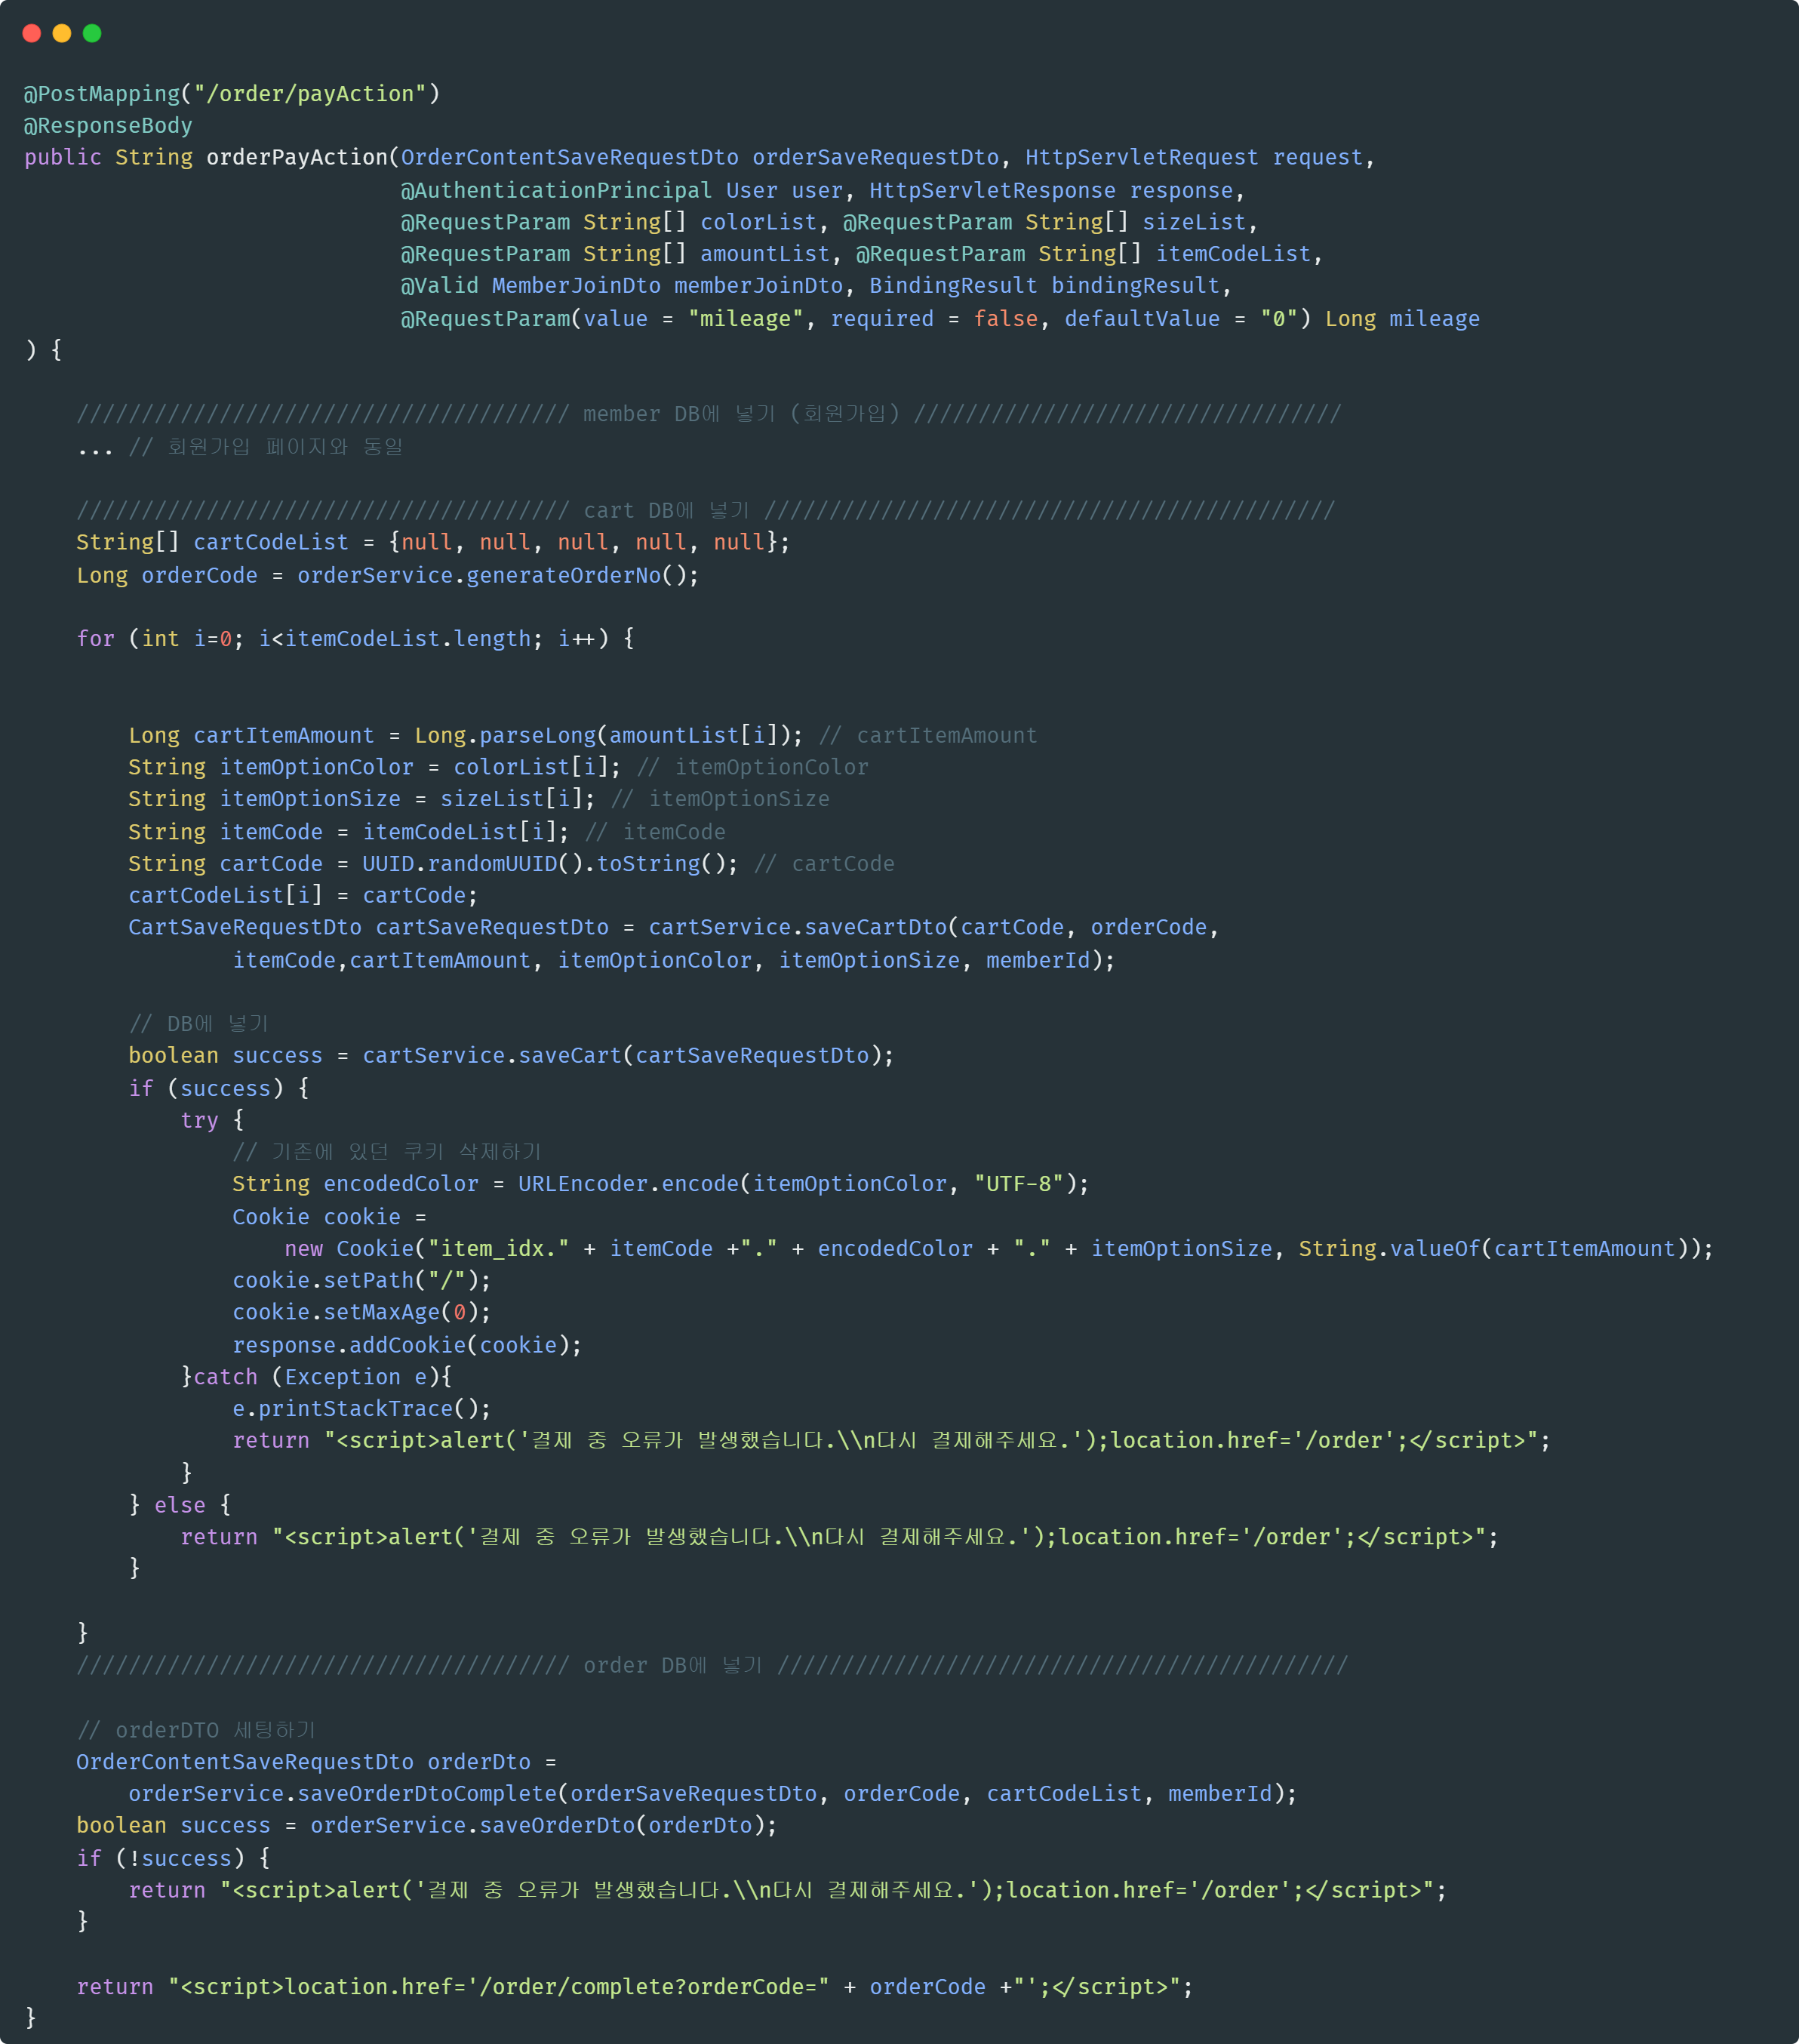 @PostMapping("/order/payAction")
@ResponseBody
public String orderPayAction(OrderContentSaveRequestDto orderSaveRequestDto, HttpServletRequest request,
                             @AuthenticationPrincipal User user, HttpServletResponse response,
                             @RequestParam String[] colorList, @RequestParam String[] sizeList,
                             @RequestParam String[] amountList, @RequestParam String[] itemCodeList,
                             @Valid MemberJoinDto memberJoinDto, BindingResult bindingResult,
                             @RequestParam(value = "mileage", required = false, defaultValue = "0") Long mileage
) {
    ////////////////////////////////////// member DB에 넣기 (회원가입) /////////////////////////////////
    ... // 회원가입 페이지와 동일
    ////////////////////////////////////// cart DB에 넣기 ////////////////////////////////////////////
    String[] cartCodeList = {null, null, null, null, null};
    Long orderCode = orderService.generateOrderNo();
    for (int i=0; i<itemCodeList.length; i++) {
        Long cartItemAmount = Long.parseLong(amountList[i]); // cartItemAmount
        String itemOptionColor = colorList[i]; // itemOptionColor
        String itemOptionSize = sizeList[i]; // itemOptionSize
        String itemCode = itemCodeList[i]; // itemCode
        String cartCode = UUID.randomUUID().toString(); // cartCode
        cartCodeList[i] = cartCode;
        CartSaveRequestDto cartSaveRequestDto = cartService.saveCartDto(cartCode, orderCode,
                itemCode,cartItemAmount, itemOptionColor, itemOptionSize, memberId);
        // DB에 넣기
        boolean success = cartService.saveCart(cartSaveRequestDto);
        if (success) {
            try {
                // 기존에 있던 쿠키 삭제하기
                String encodedColor = URLEncoder.encode(itemOptionColor, "UTF-8");
                Cookie cookie =
                    new Cookie("item_idx." + itemCode +"." + encodedColor + "." + itemOptionSize, String.valueOf(cartItemAmount));
                cookie.setPath("/");
                cookie.setMaxAge(0);
                response.addCookie(cookie);
            }catch (Exception e){
                e.printStackTrace();
                return "<script>alert('결제 중 오류가 발생했습니다.\\n다시 결제해주세요.');location.href='/order';</script>";
            }
        } else {
            return "<script>alert('결제 중 오류가 발생했습니다.\\n다시 결제해주세요.');location.href='/order';</script>";
        }
    }
    ////////////////////////////////////// order DB에 넣기 ////////////////////////////////////////////
    // orderDTO 세팅하기
    OrderContentSaveRequestDto orderDto =
        orderService.saveOrderDtoComplete(orderSaveRequestDto, orderCode, cartCodeList, memberId);
    boolean success = orderService.saveOrderDto(orderDto);
    if (!success) {
        return "<script>alert('결제 중 오류가 발생했습니다.\\n다시 결제해주세요.');location.href='/order';</script>";
    }
    return "<script>location.href='/order/complete?orderCode=" + orderCode +"';</script>";
}